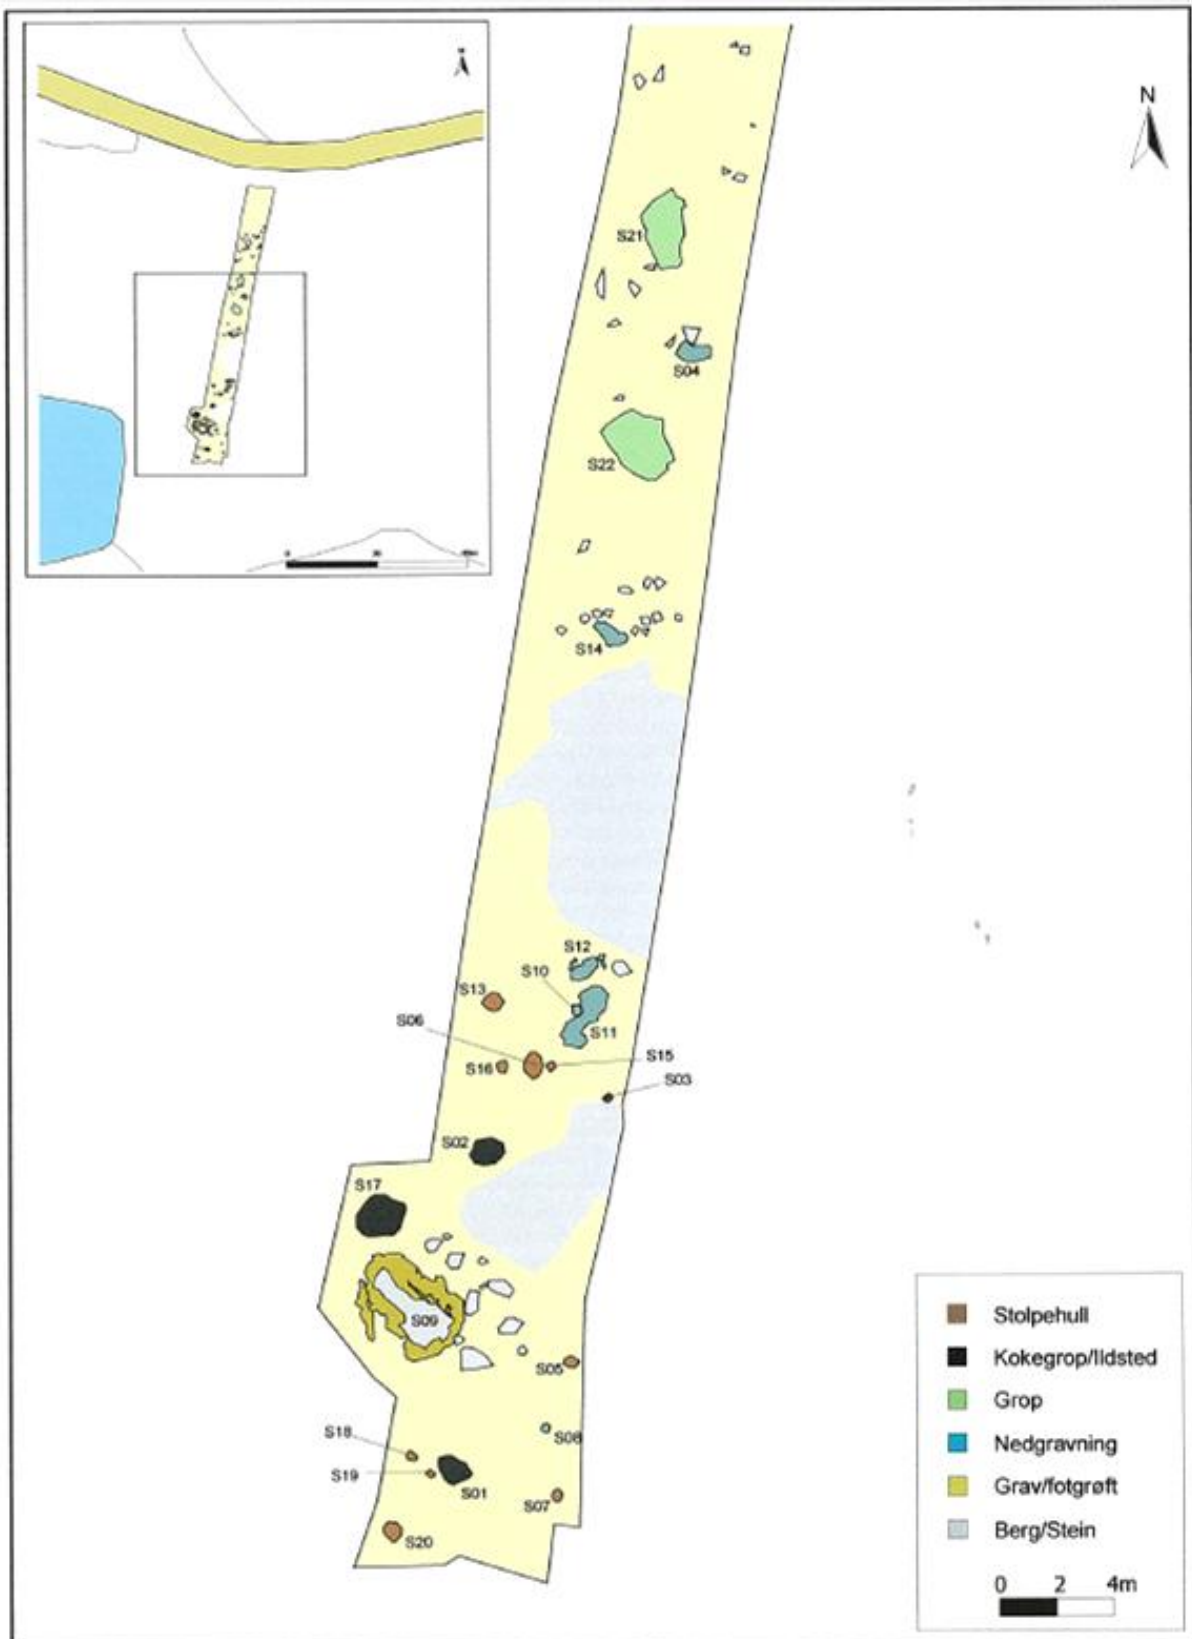 N
S21
S04
S22
S14
S12
S10
S13
S06
S11
S15
S16
S03
S02
S17
S09
S05
S18
S08
S19
S01
S07
S20
Stolpehull
Kokegrop/Ildsted
Grop
Nedgravning
Grav/fotgrøft
Berg/Stein
0 2 4m